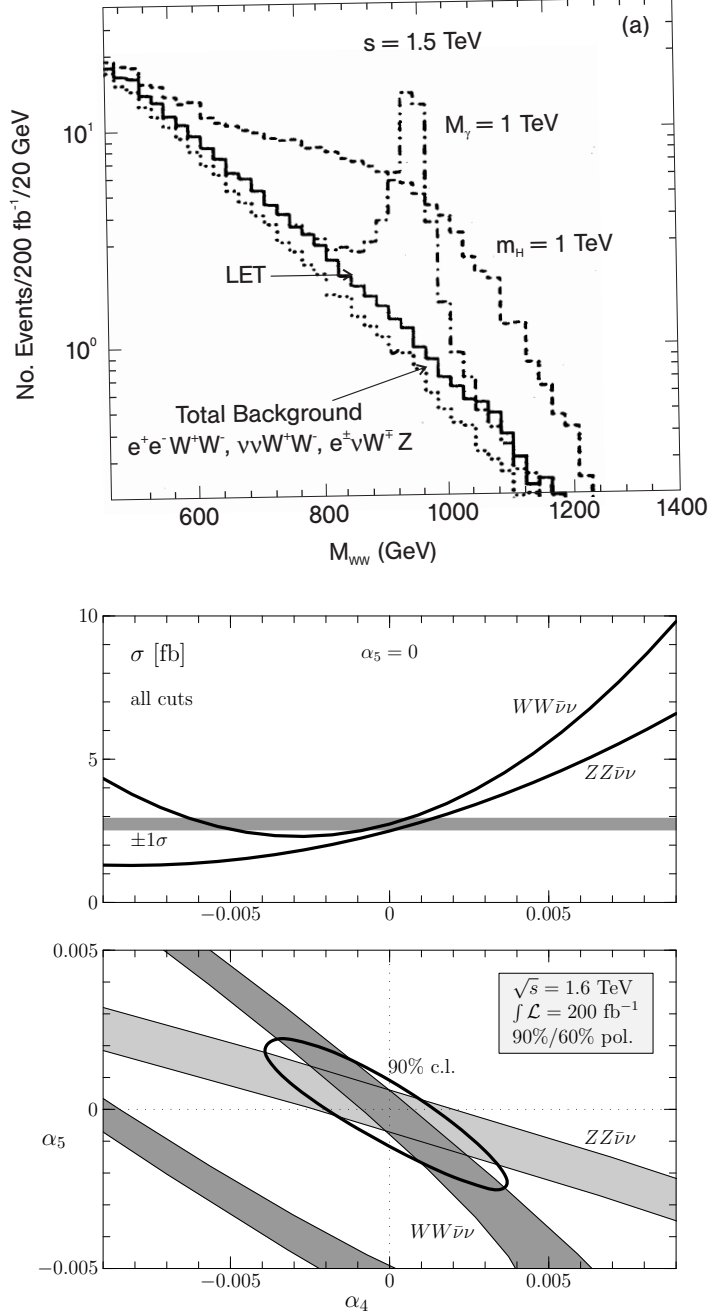 (a)
s = 1.5 TeV
No. Events/200 fb⁻¹/20 GeV
10¹
10⁰
M_γ = 1 TeV
m_H = 1 TeV
LET
Total Background
e⁺e⁻W⁺W⁻, ννW⁺W⁻, e^±νW^∓Z
600 800 1000 1200 1400
M_WW (GeV)
10
σ [fb]
α₅ = 0
all cuts
WWν̄ν
5
ZZν̄ν
±1σ
0
−0.005 0 0.005
0.005
√s = 1.6 TeV
∫ℒ = 200 fb⁻¹
90%/60% pol.
90% c.l.
0
α₅
ZZν̄ν
WWν̄ν
-0.005
−0.005 0 0.005
α₄